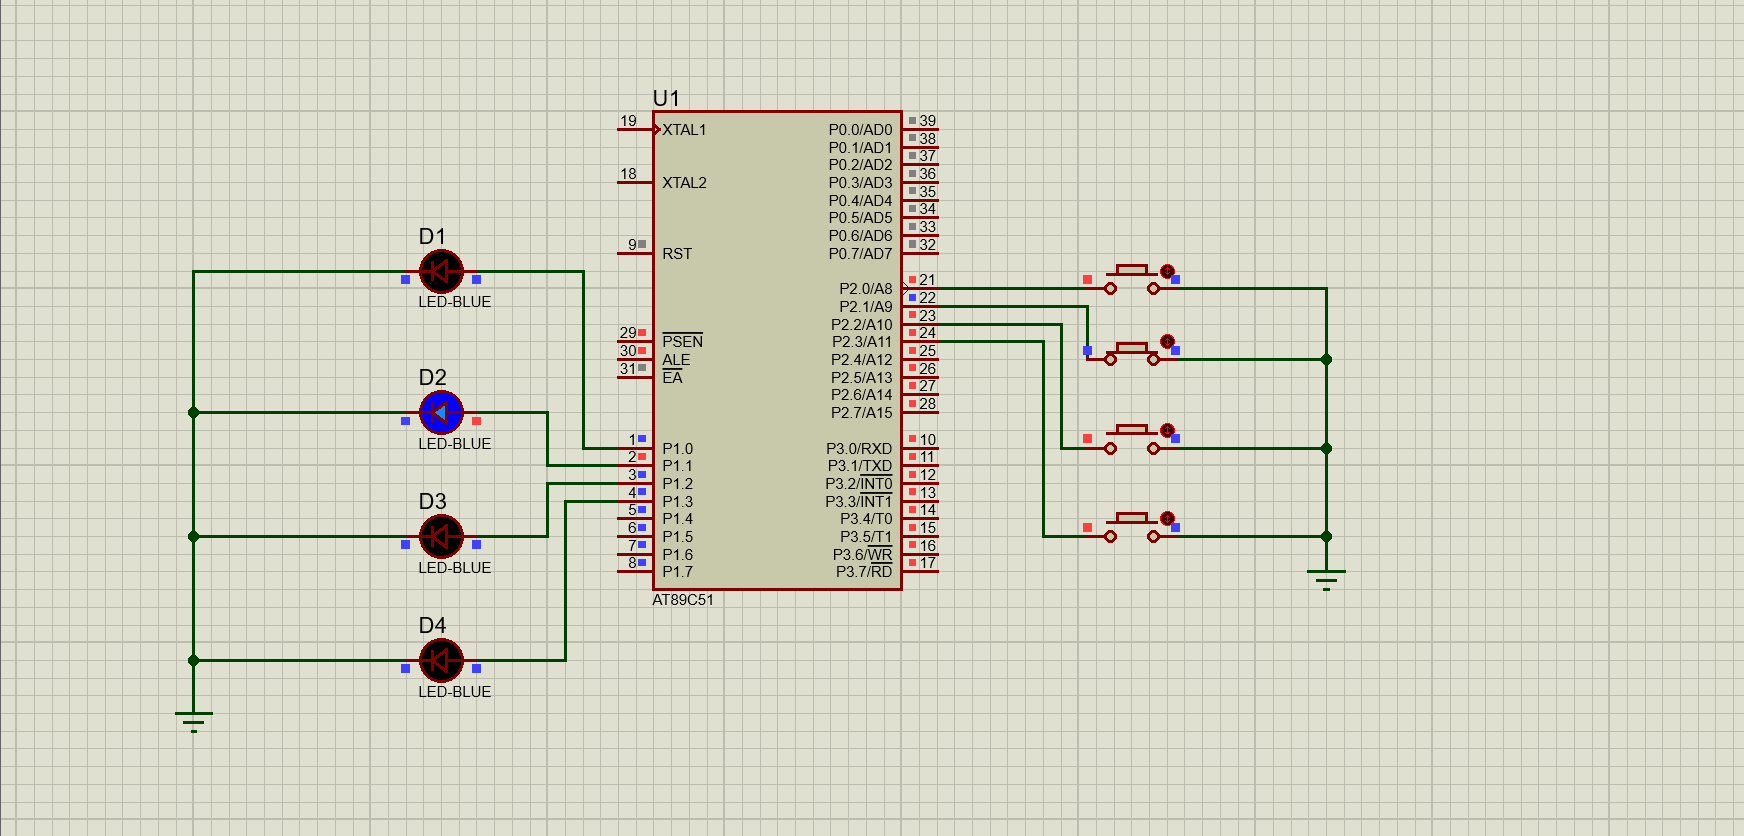 U1
19 XTAL1
18 XTAL2
9 RST
29 PSEN
30 ALE
31 EA
1 P1.0
2 P1.1
3 P1.2
4 P1.3
5 P1.4
6 P1.5
7 P1.6
8 P1.7
P0.0/AD0 39
P0.1/AD1 38
P0.2/AD2 37
P0.3/AD3 36
P0.4/AD4 35
P0.5/AD5 34
P0.6/AD6 33
P0.7/AD7 32
P2.0/A8 21
P2.1/A9 22
P2.2/A10 23
P2.3/A11 24
P2.4/A12 25
P2.5/A13 26
P2.6/A14 27
P2.7/A15 28
P3.0/RXD 10
P3.1/TXD 11
P3.2/INT0 12
P3.3/INT1 13
P3.4/T0 14
P3.5/T1 15
P3.6/WR 16
P3.7/RD 17
AT89C51
D1
LED-BLUE
D2
LED-BLUE
D3
LED-BLUE
D4
LED-BLUE